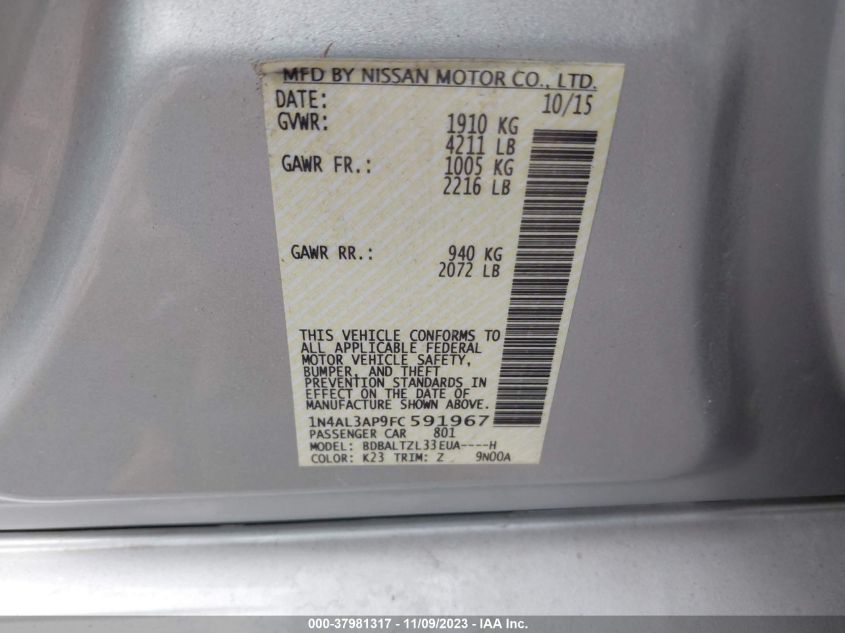 MFD BY NISSAN MOTOR CO., LTD.
DATE: 10/15
GVWR: 1910 KG
4211 LB
GAWR FR.: 1005 KG
2216 LB
GAWR RR.: 940 KG
2072 LB
THIS VEHICLE CONFORMS TO
ALL APPLICABLE FEDERAL
MOTOR VEHICLE SAFETY,
BUMPER, AND THEFT
PREVENTION STANDARDS IN
EFFECT ON THE DATE OF
MANUFACTURE SHOWN ABOVE.
1N4AL3AP9FC591967
PASSENGER CAR 801
MODEL: BDBALTZL33EUA----H
COLOR: K23 TRIM: Z 9N00A
000-37981317 - 11/09/2023 - IAA Inc.